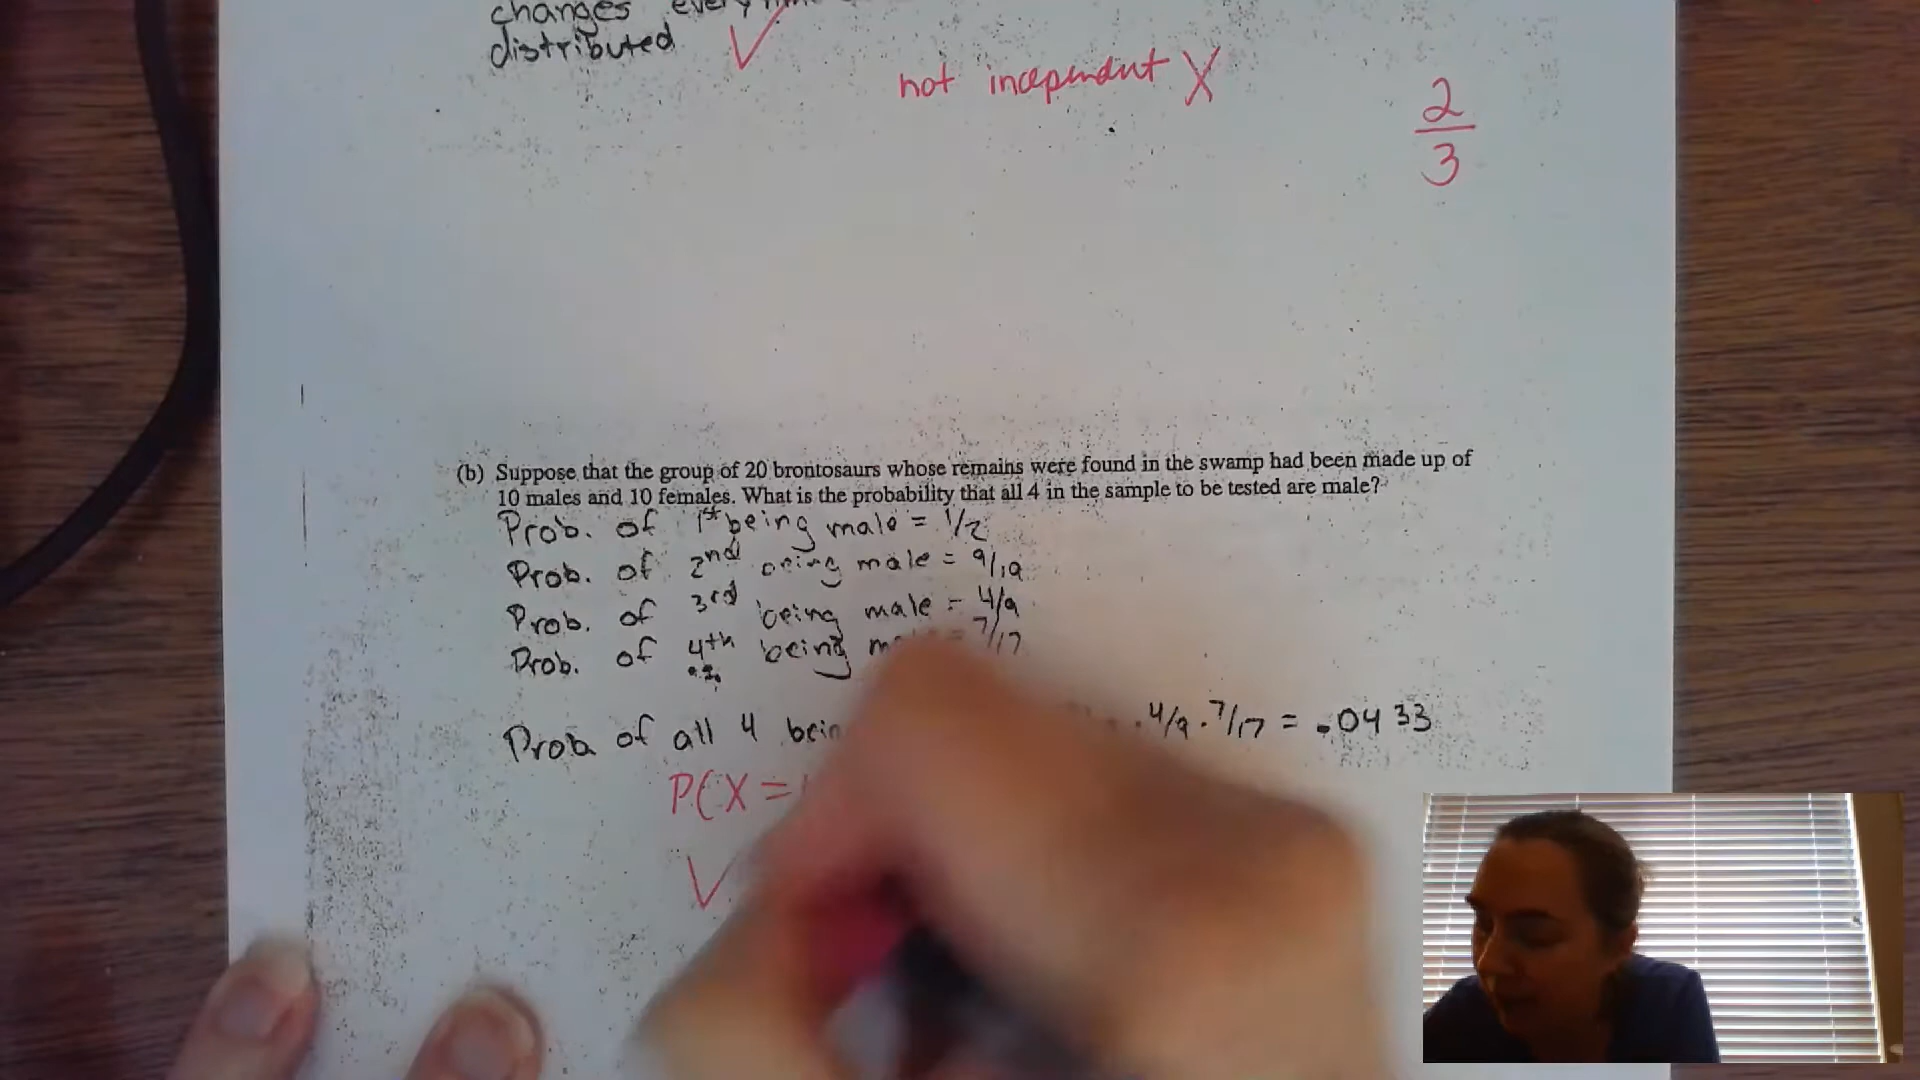 changes every
distributed
not incependent X
2
3
(b) Suppose that the group of 20 brontosaurs whose remains were found in the swamp had been made up of
10 males and 10 females. What is the probability that all 4 in the sample to be tested are male?
Prob. of 1st being male = 1/2
Prob. of 2nd being male = 9/19
Prob. of 3rd being male = 4/9
Prob. of 4th being 7/17
Prob of all 4 . 4/9 . 7/17 = .0433
P(X =